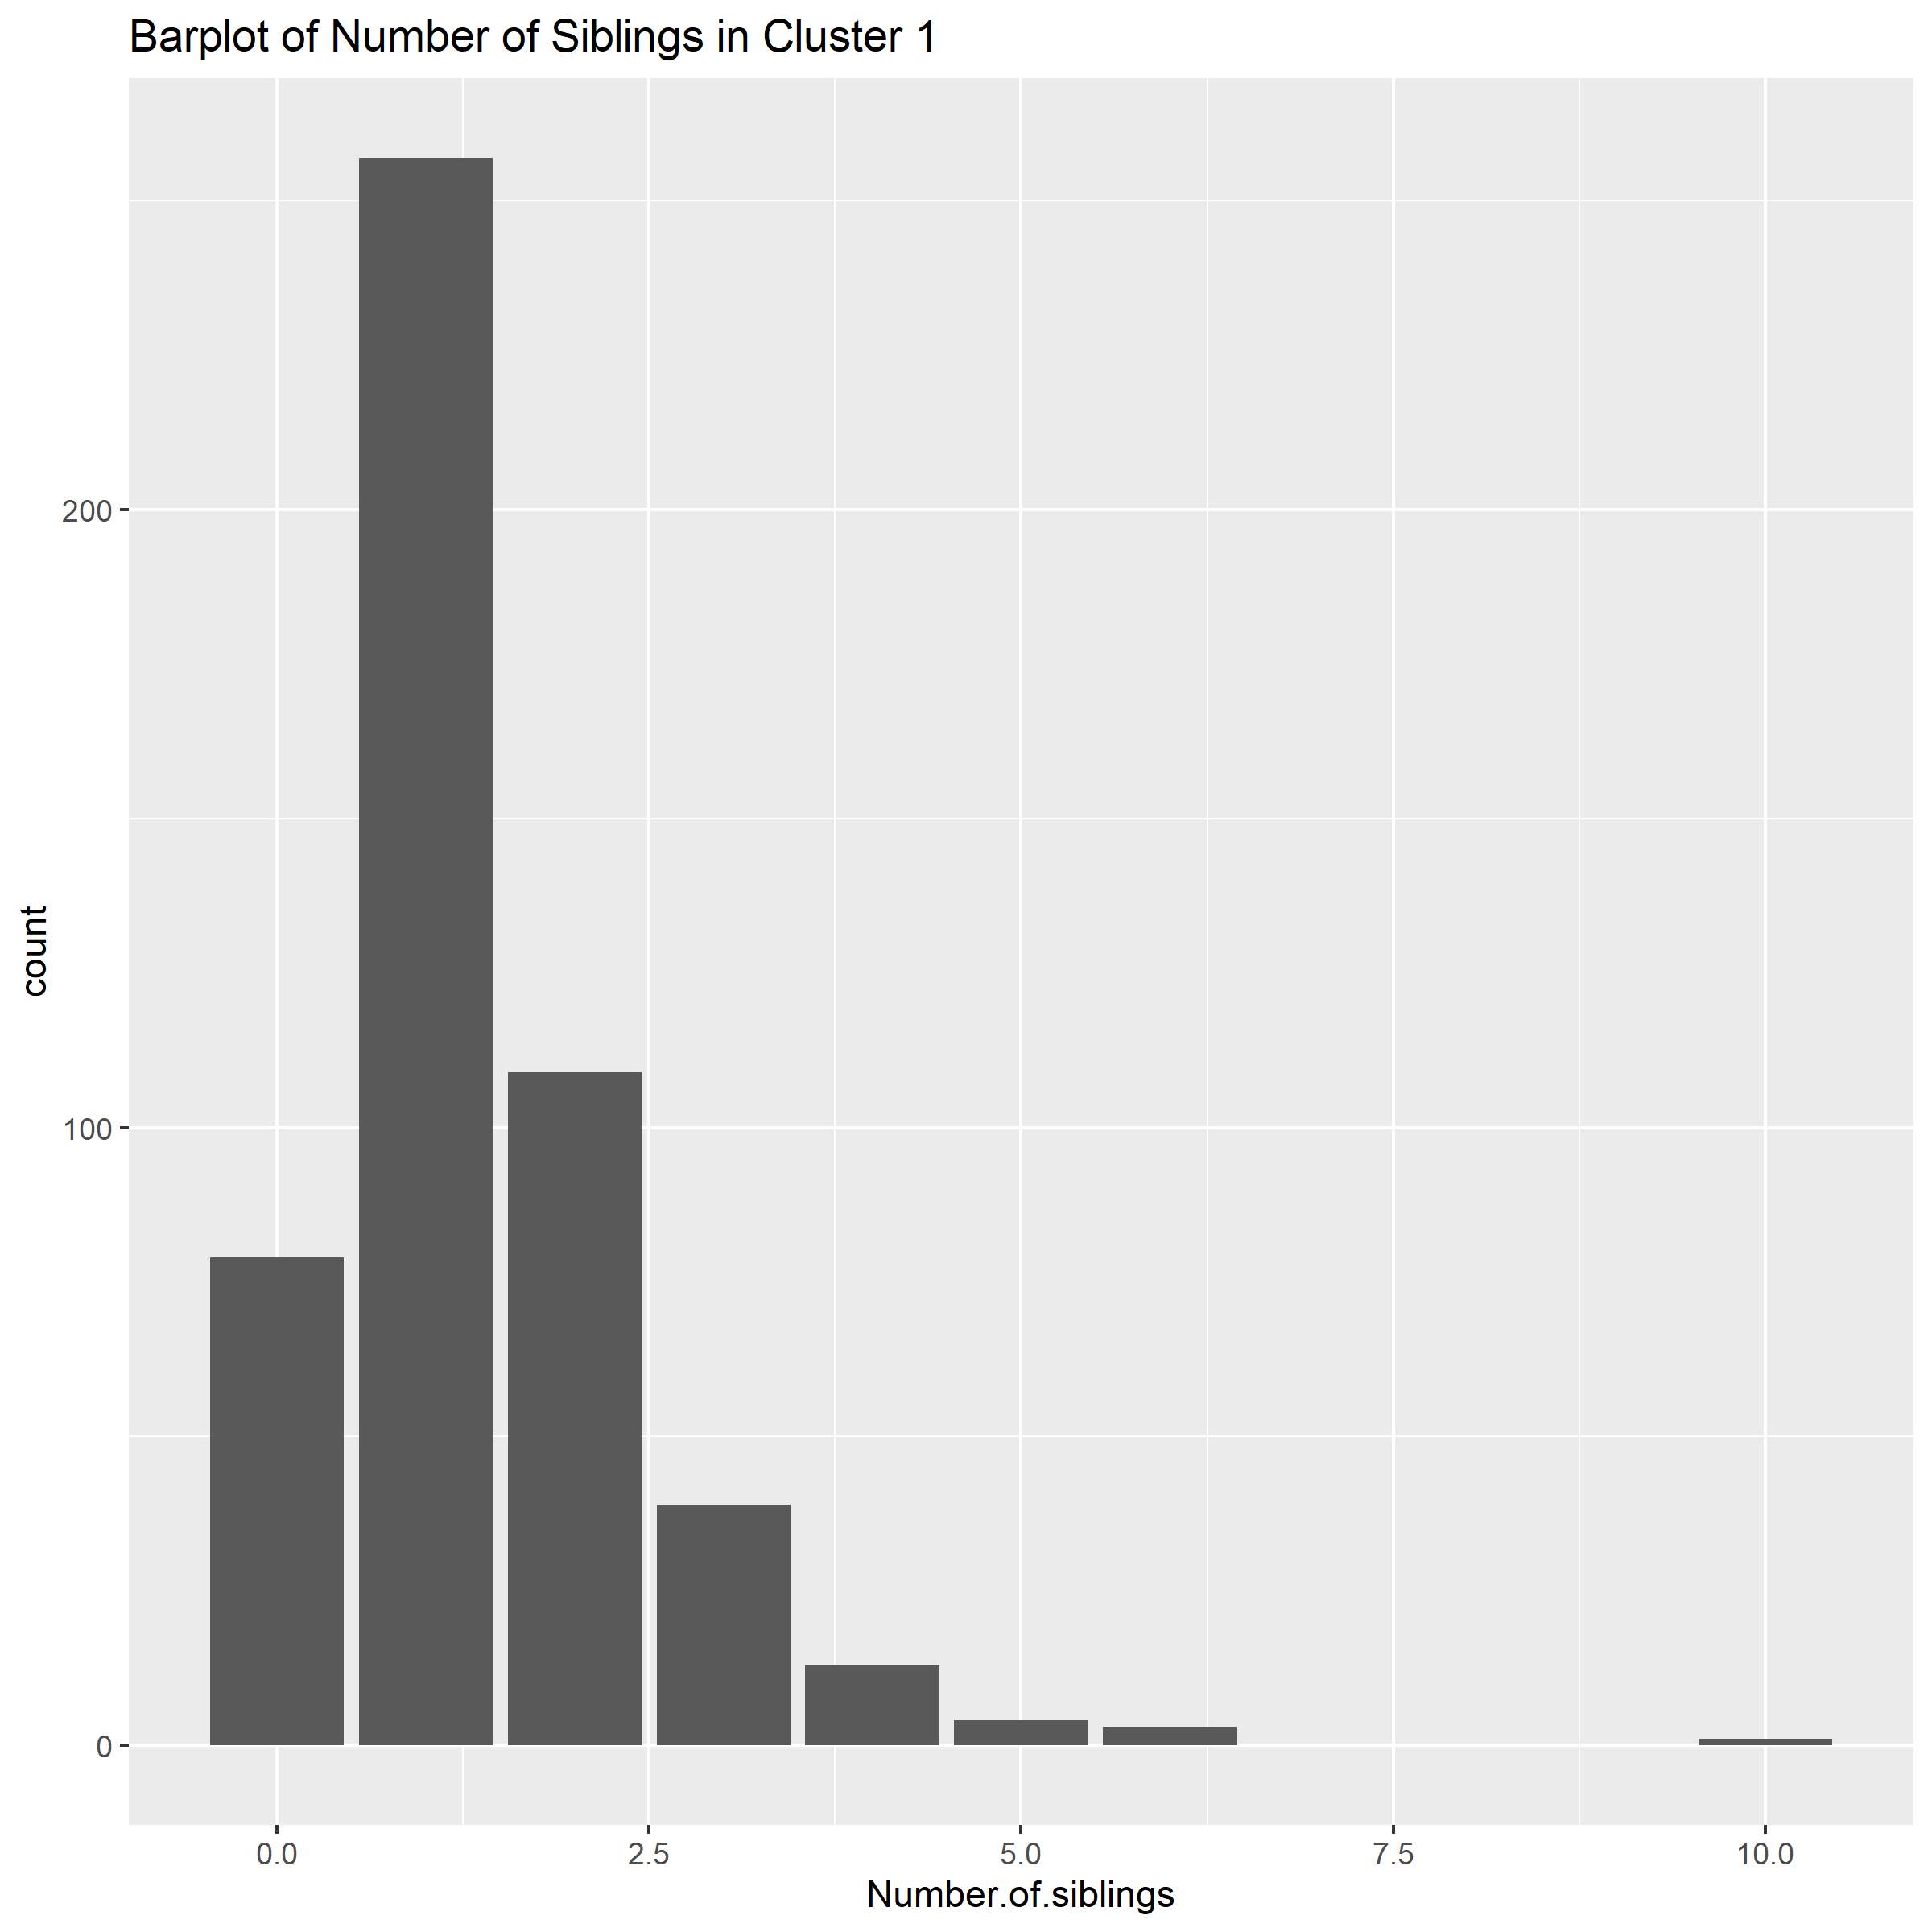 Barplot of Number of Siblings in Cluster 1
count
200
100
0
0.0 2.5 5.0 7.5 10.0
Number.of.siblings